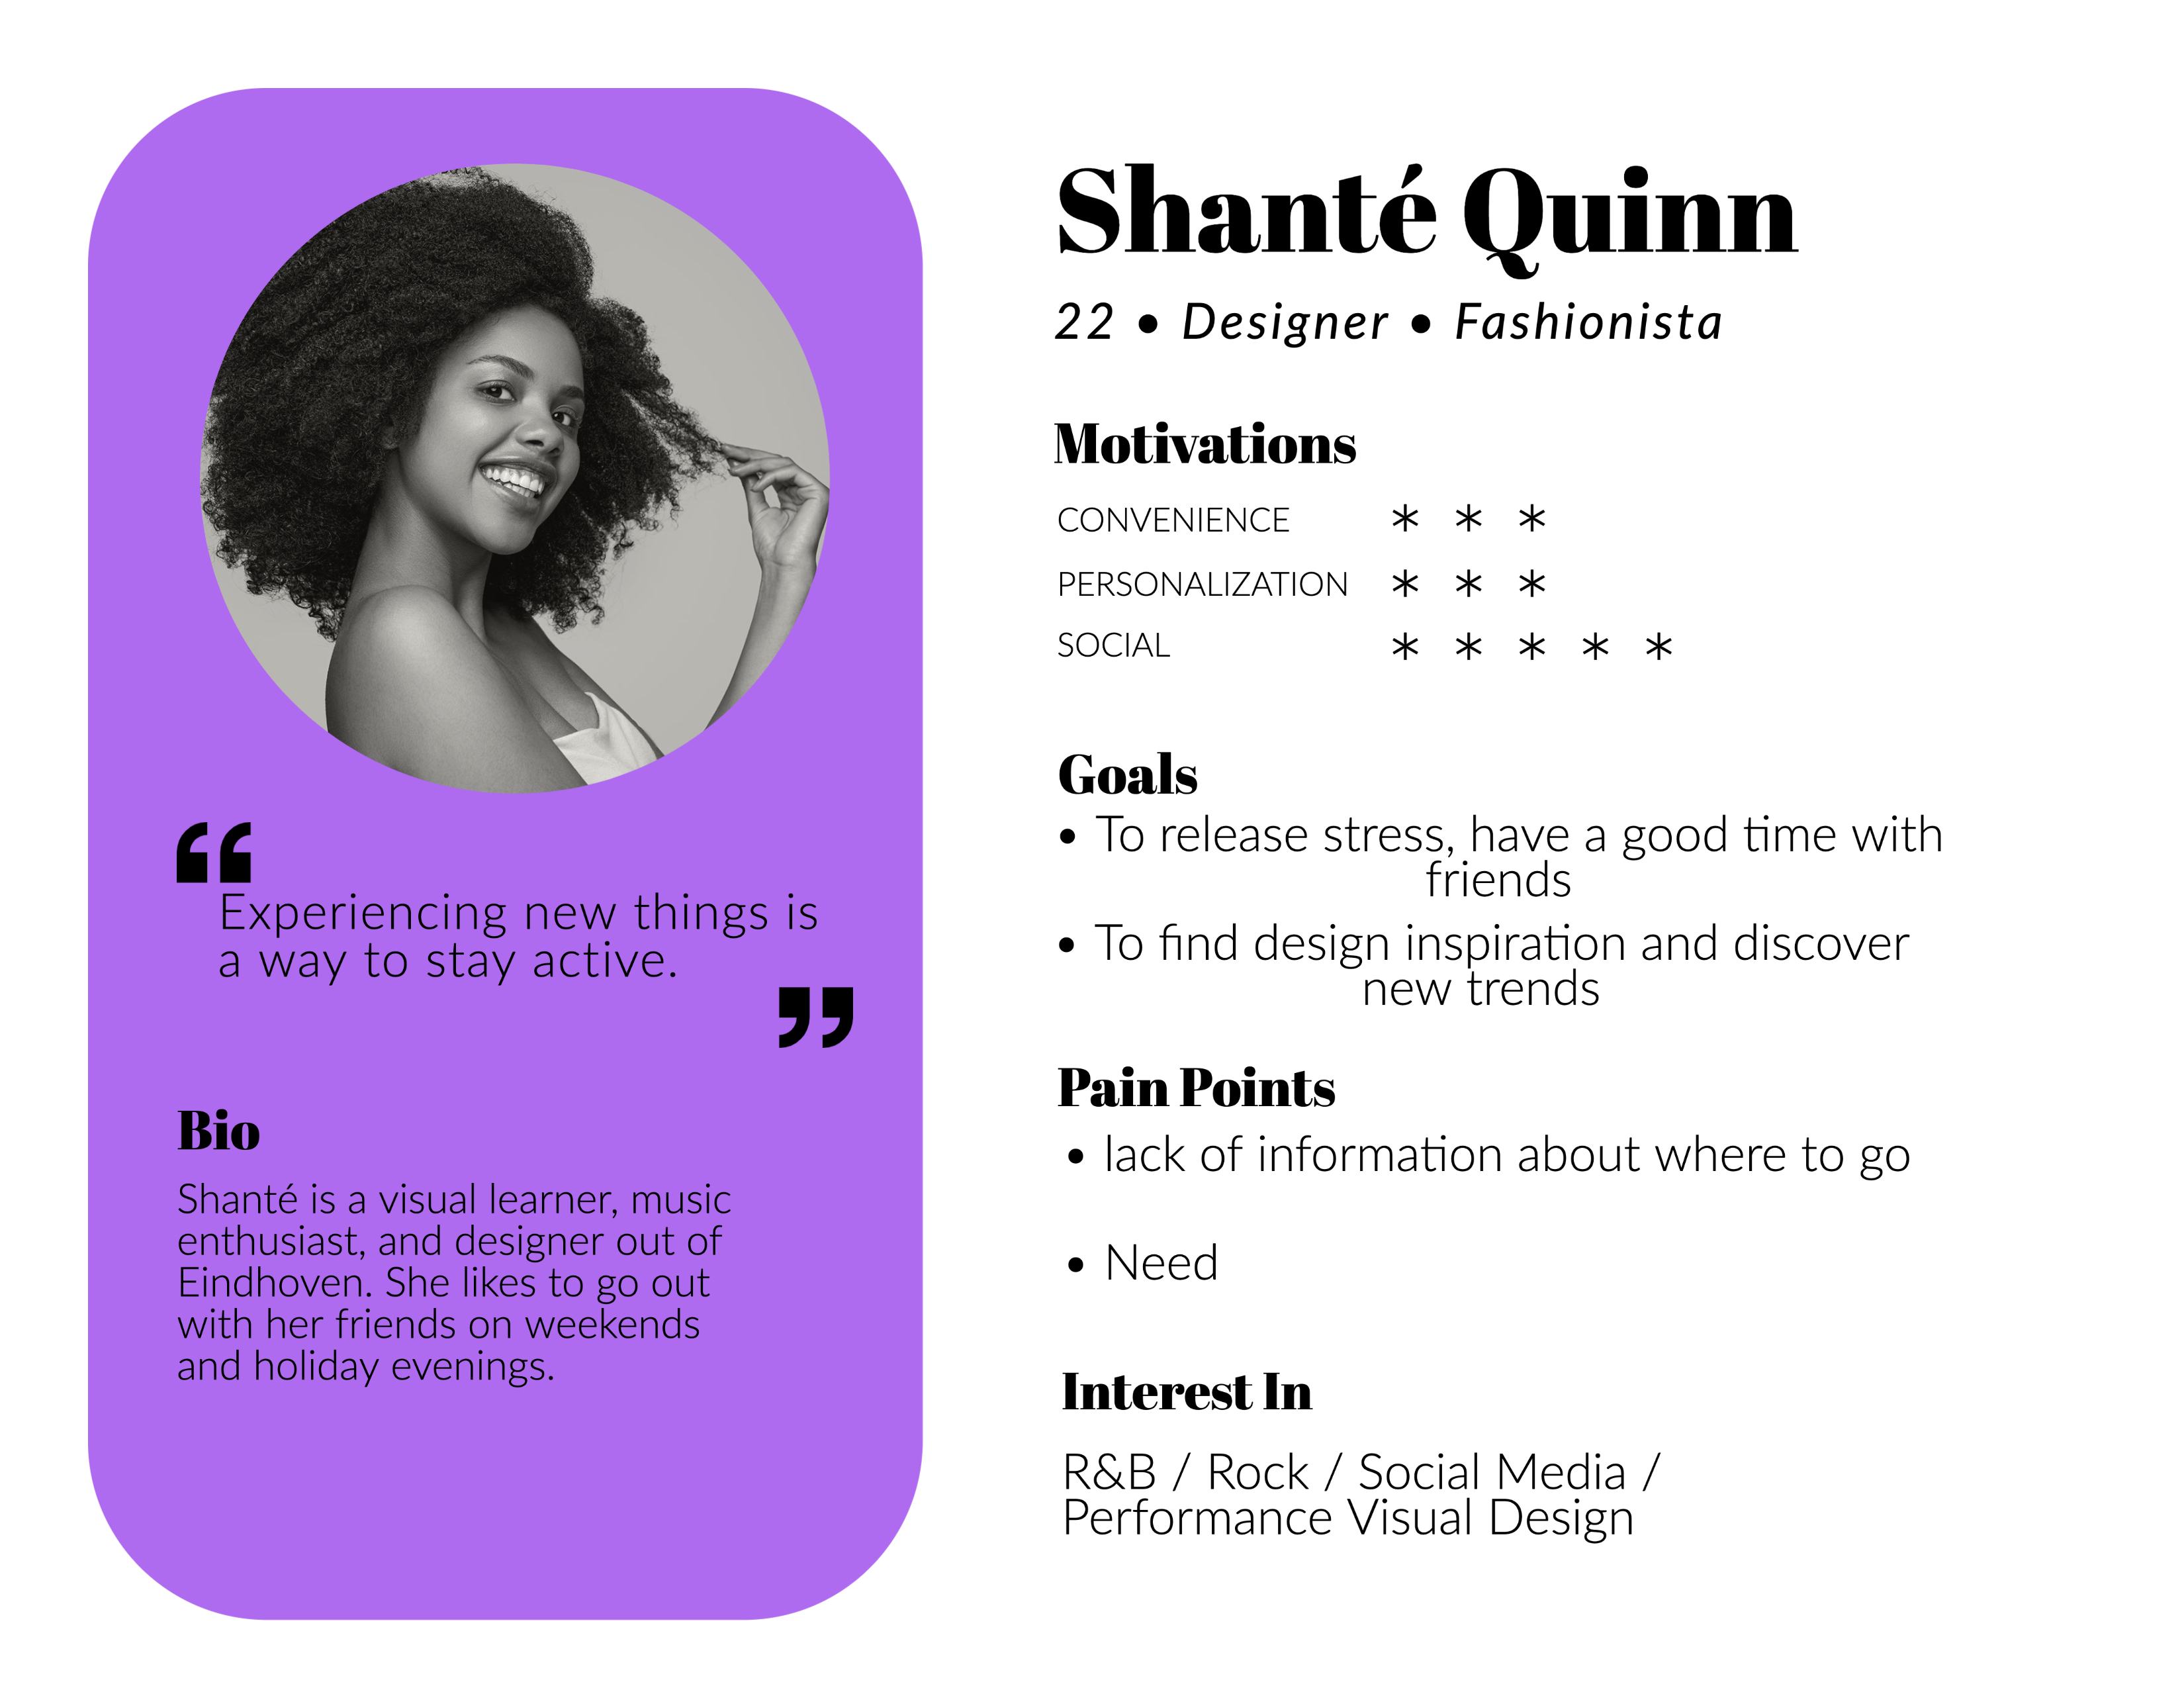 “
Experiencing new things is
a way to stay active.
”
Bio
Shanté is a visual learner, music
enthusiast, and designer out of
Eindhoven. She likes to go out
with her friends on weekends
and holiday evenings.
Shanté Quinn
22 • Designer • Fashionista
Motivations
CONVENIENCE * * *
PERSONALIZATION * * *
SOCIAL * * * * *
Goals
• To release stress, have a good time with
friends
• To find design inspiration and discover
new trends
Pain Points
• lack of information about where to go
• Need
Interest In
R&B / Rock / Social Media /
Performance Visual Design